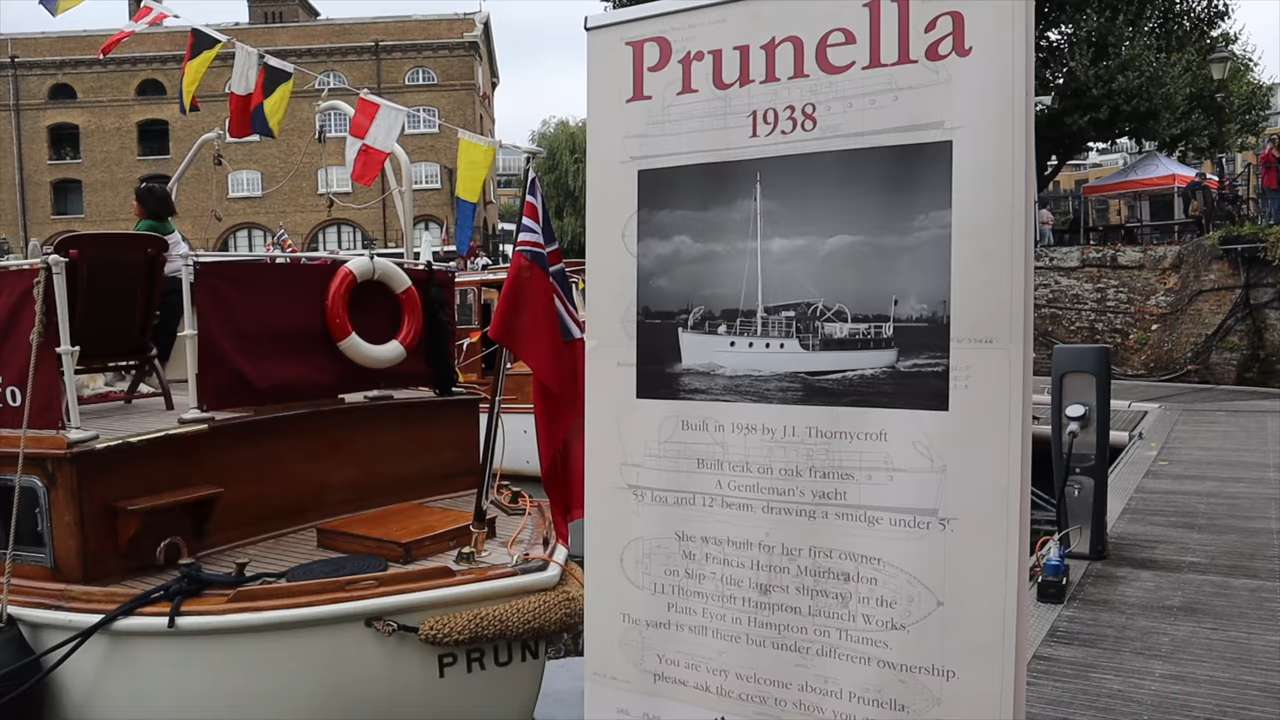 Prunella
1938
Built in 1938 by J.I. Thornycroft
Built teak on oak frames.
A Gentleman's yacht
53' loa and 12' beam, drawing a smidge under 5'.
She was built for her first owner,
Mr. Francis Heron Muirheadon
on Slip 7 (the largest slipway) in the
J.I.Thornycroft Hampton Launch Works,
Platts Eyot in Hampton on Thames.
The yard is still there but under different ownership.
You are very welcome aboard Prunella,
please ask the crew to show you
PRUN